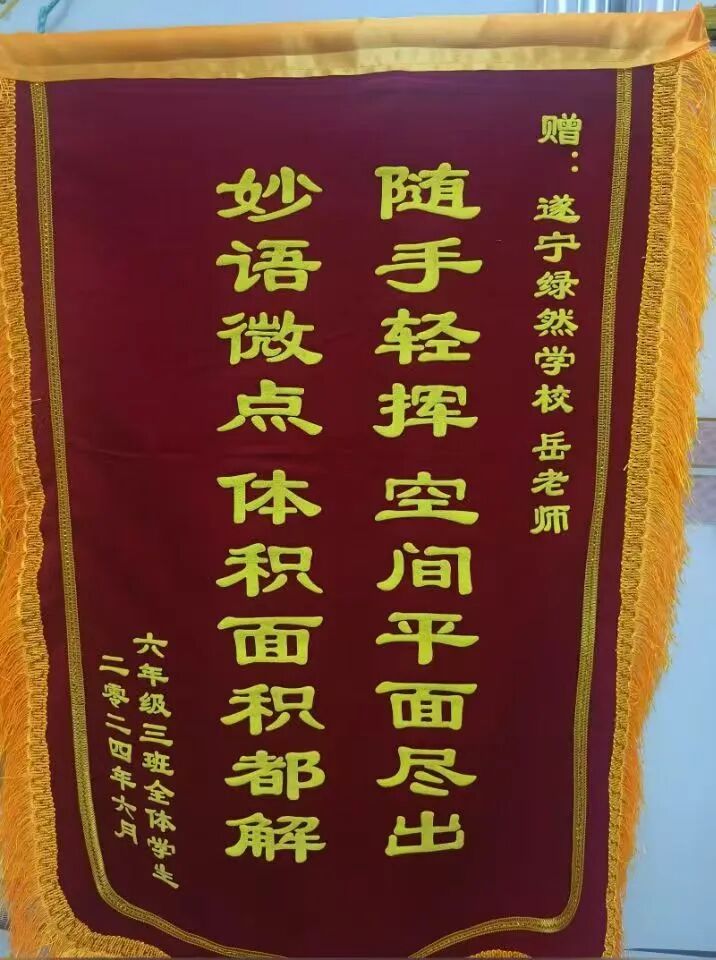 赠：遂宁绿然学校 岳老师
随手轻挥 空间平面尽出
妙语微点 体积面积都解
六年级三班全体学生
二零二四年六月